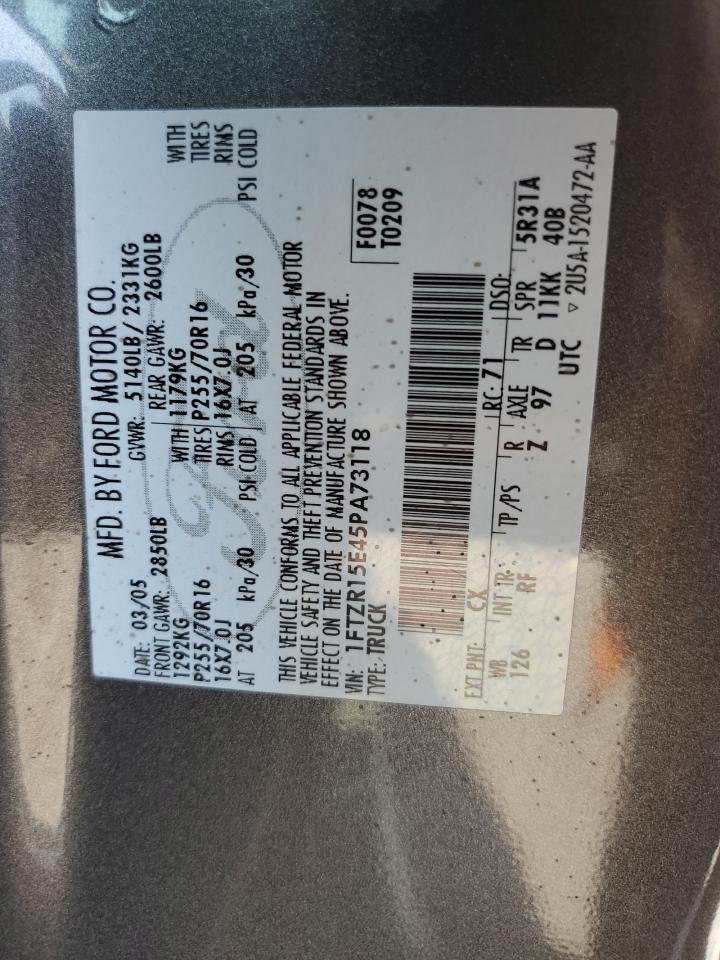 MFD. BY FORD MOTOR CO.
DATE: 03/05 GVWR: 5140LB/ 2331KG
FRONT GAWR: 2850LB REAR GAWR: 2600LB
1292KG WITH 1179KG WITH
P255/70R16 TIRES P255/70R16 TIRES
16X7.0J RIMS 16X7.0J RIMS
AT 205 kPa/30 PSI COLD AT 205 kPa/30 PSI COLD
Ford
THIS VEHICLE CONFORMS TO ALL APPLICABLE FEDERAL MOTOR
VEHICLE SAFETY AND THEFT PREVENTION STANDARDS IN
EFFECT ON THE DATE OF MANUFACTURE SHOWN ABOVE.
VIN: 1FTZR15E45PA73118
TYPE: TRUCK
F0078
T0209
EXT PNT: CX RC: 71 DSO:
WB INT TR: TP/PS R AXLE TR SPR
126 RF Z 97 D 11KK 40B 5R31A
UTC ▽ 2U5A-1520472-AA